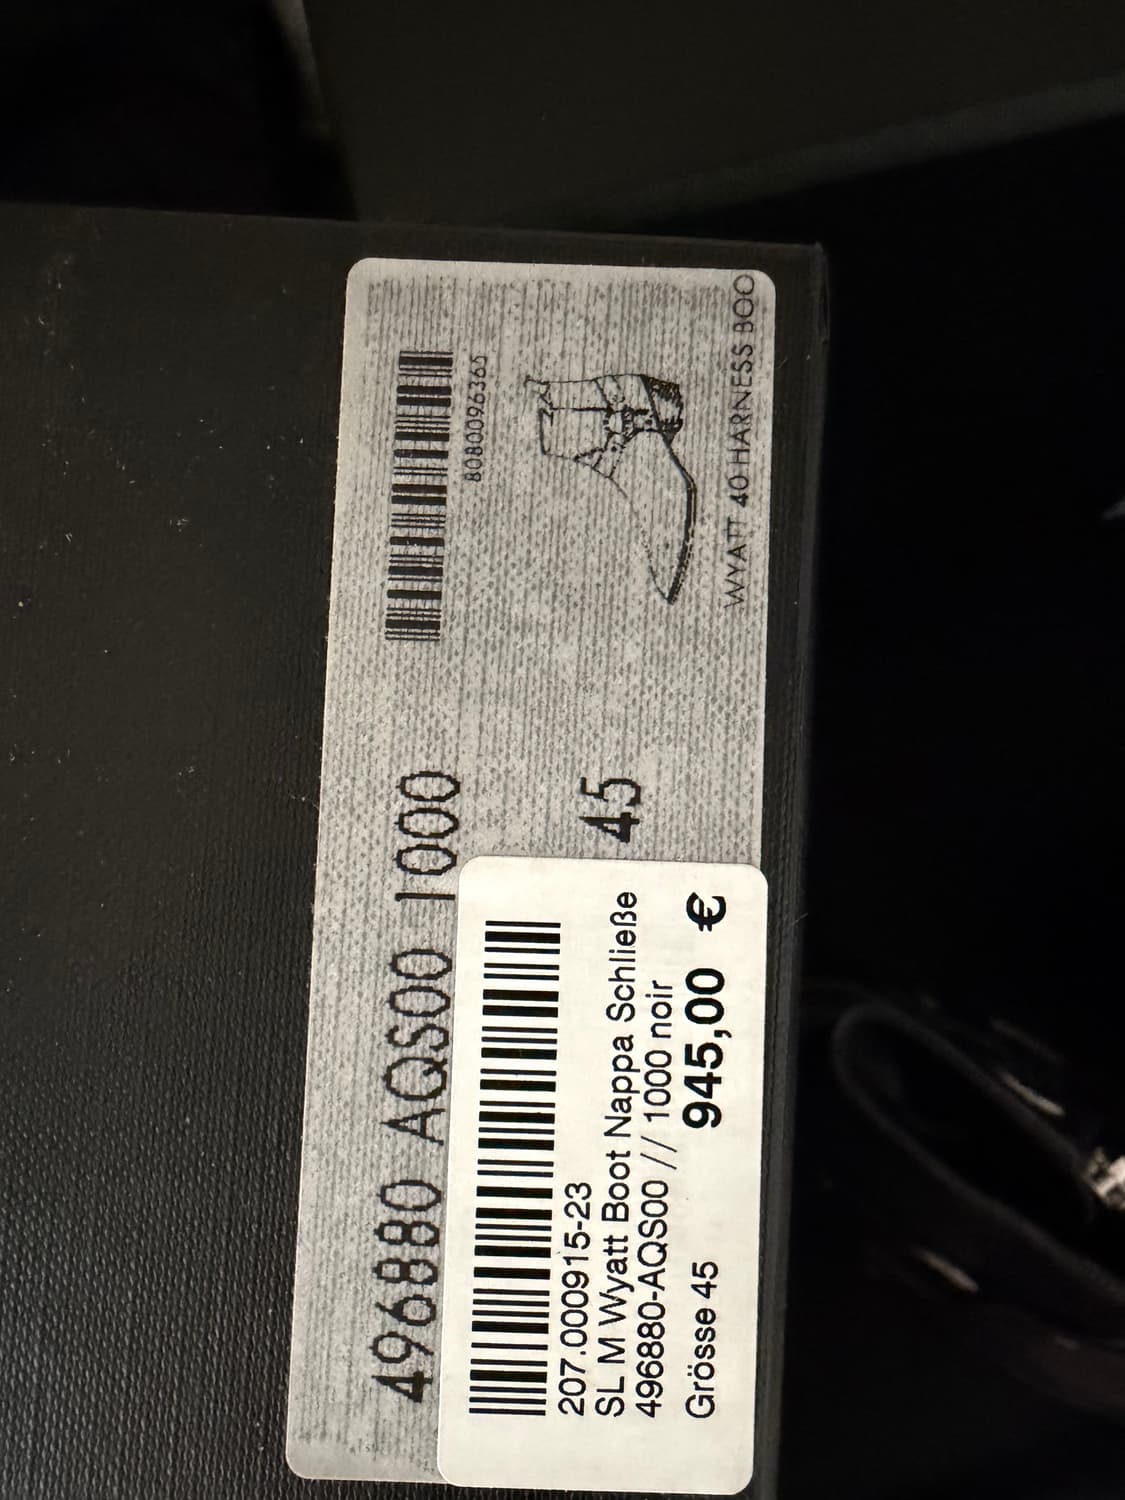 496880 AQS00 1000
8080096365
45
WYATT 40 HARNESS BOO
207.000915-23
SL M Wyatt Boot Nappa Schließe
496880-AQS00 // 1000 noir
Grösse 45 945,00 €